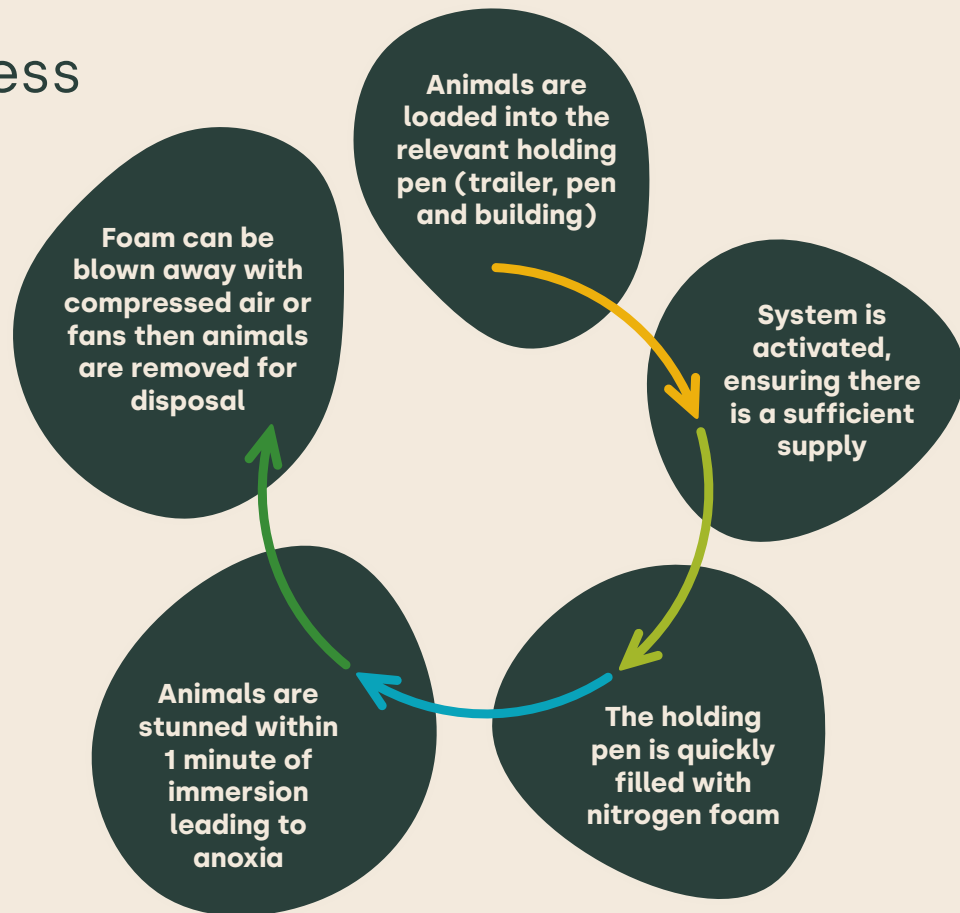 ess
Animals are
loaded into the
relevant holding
pen (trailer, pen
and building)
System is
activated,
ensuring there
is a sufficient
supply
The holding
pen is quickly
filled with
nitrogen foam
Animals are
stunned within
1 minute of
immersion
leading to
anoxia
Foam can be
blown away with
compressed air or
fans then animals
are removed for
disposal